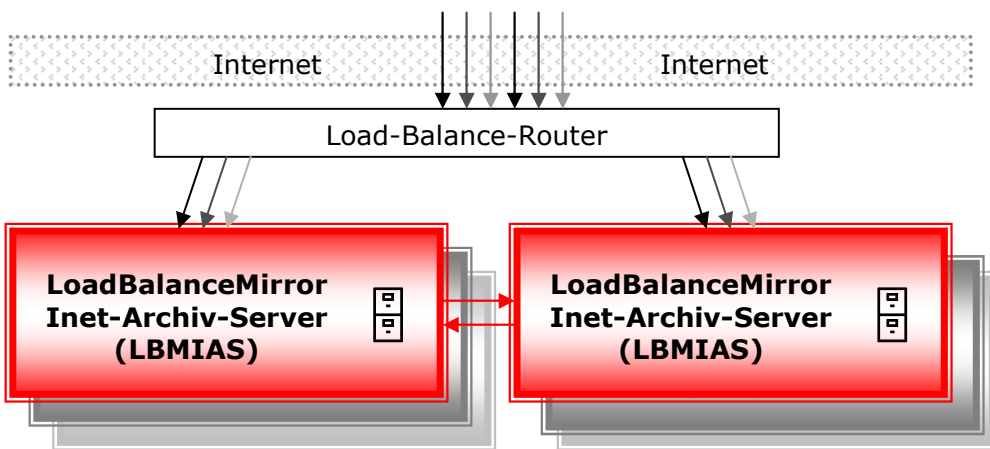 Internet Internet
Load-Balance-Router
LoadBalanceMirror
Inet-Archiv-Server
(LBMIAS)
LoadBalanceMirror
Inet-Archiv-Server
(LBMIAS)